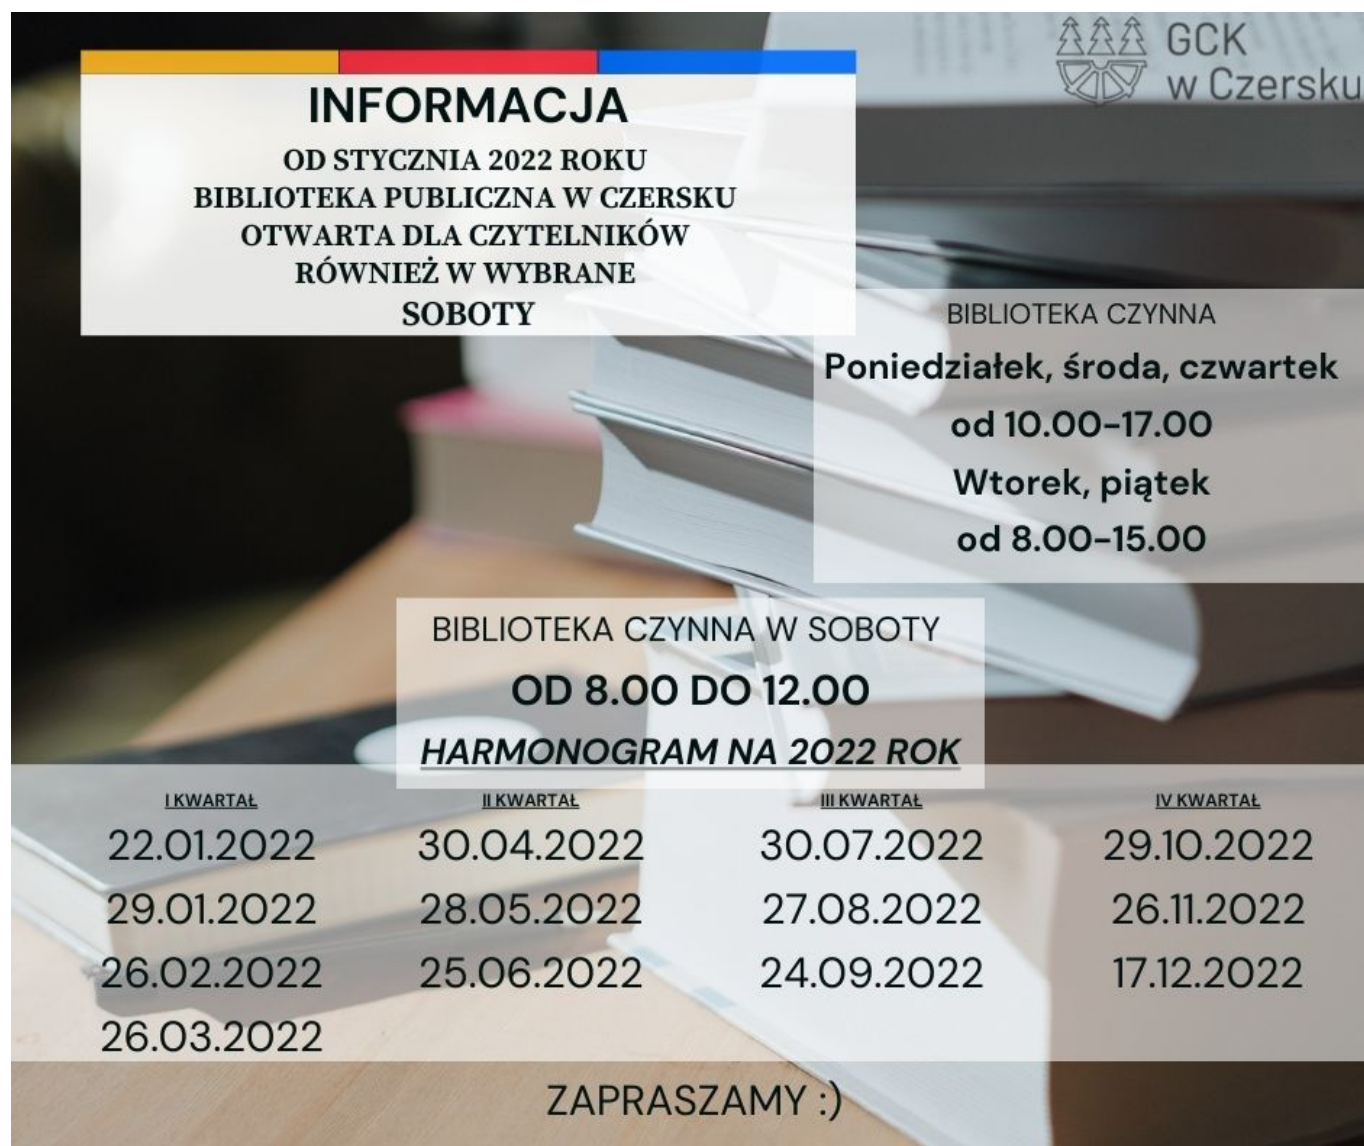 GCK
w Czersku
INFORMACJA
OD STYCZNIA 2022 ROKU
BIBLIOTEKA PUBLICZNA W CZERSKU
OTWARTA DLA CZYTELNIKÓW
RÓWNIEŻ W WYBRANE
SOBOTY
BIBLIOTEKA CZYNNA
Poniedziałek, środa, czwartek
od 10.00-17.00
Wtorek, piątek
od 8.00-15.00
BIBLIOTEKA CZYNNA W SOBOTY
OD 8.00 DO 12.00
HARMONOGRAM NA 2022 ROK
I KWARTAŁ
22.01.2022
29.01.2022
26.02.2022
26.03.2022
II KWARTAŁ
30.04.2022
28.05.2022
25.06.2022
III KWARTAŁ
30.07.2022
27.08.2022
24.09.2022
IV KWARTAŁ
29.10.2022
26.11.2022
17.12.2022
ZAPRASZAMY :)